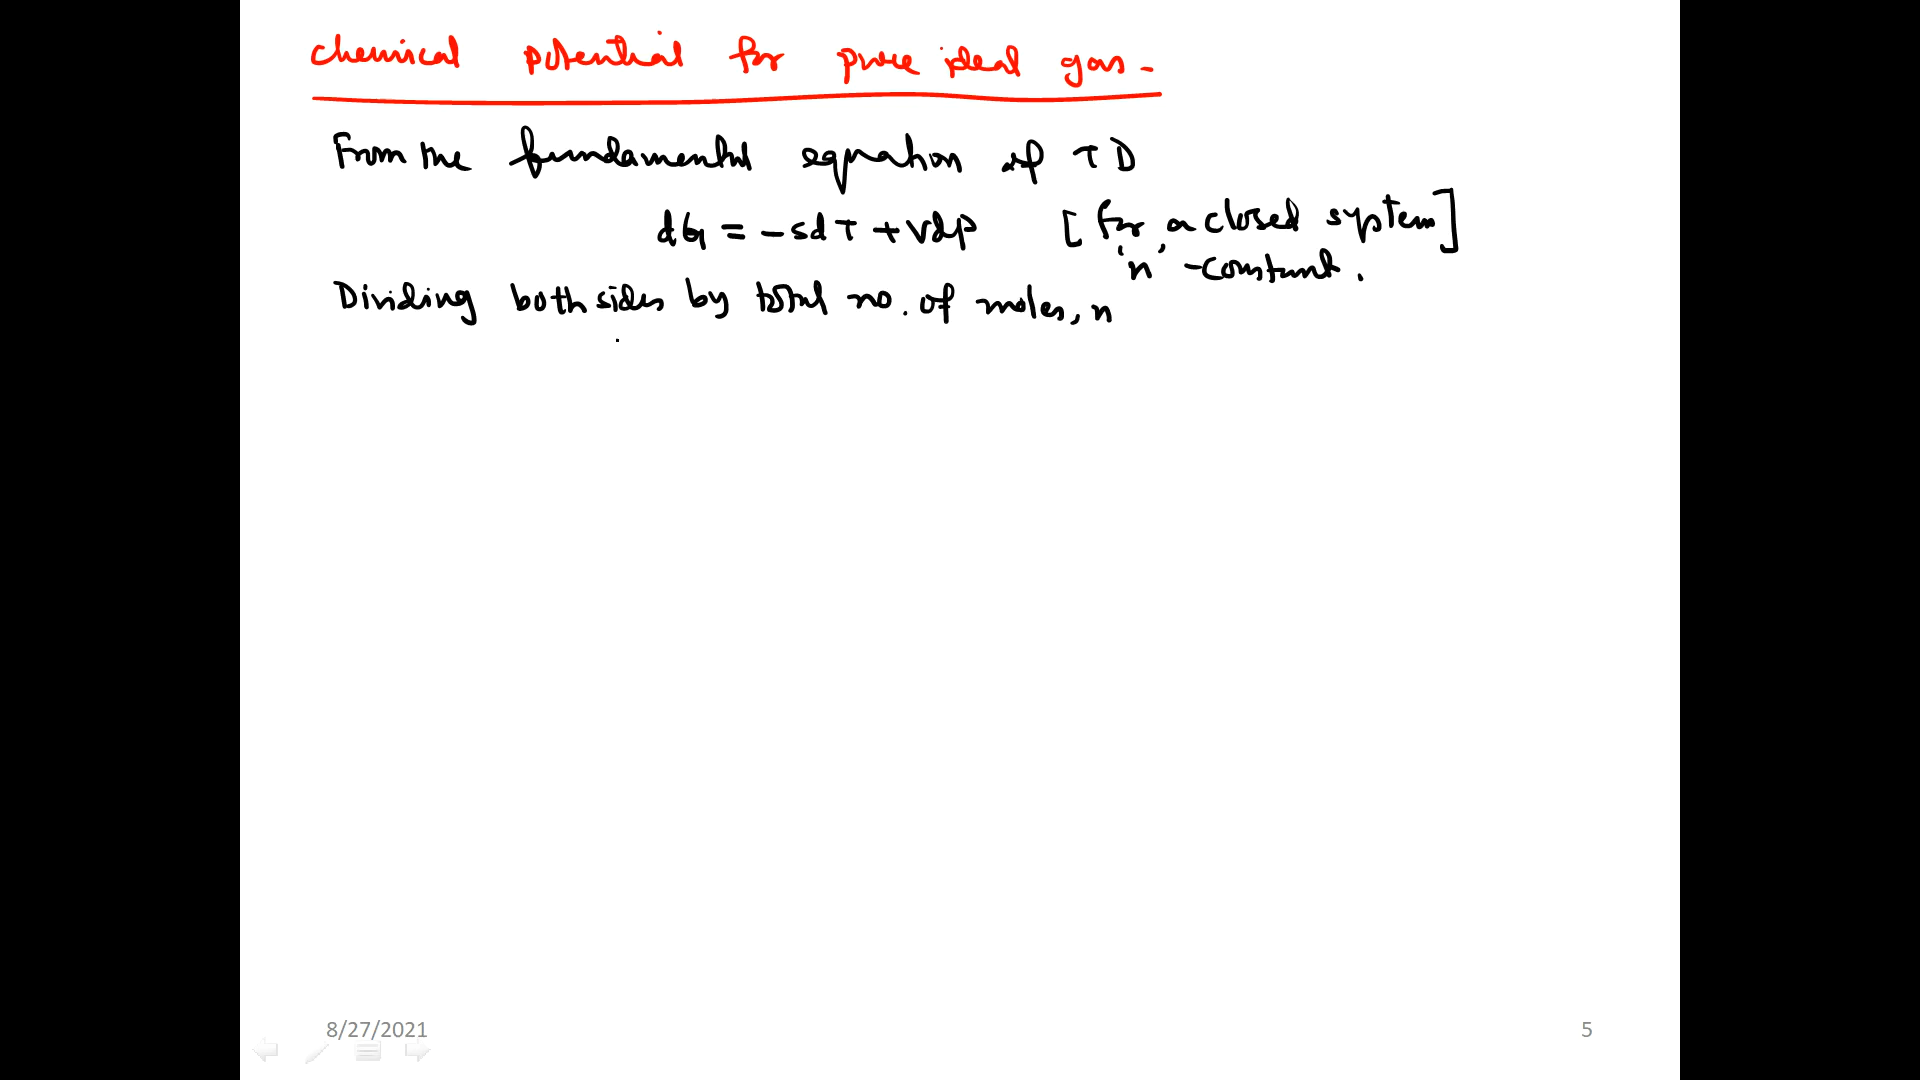 chemical potential for pure ideal gas.
From the fundamental equation of TD
dG = -SdT + Vdp [for a closed system]
'n' - constant.
Dividing both sides by total no. of moles, n
8/27/2021
5